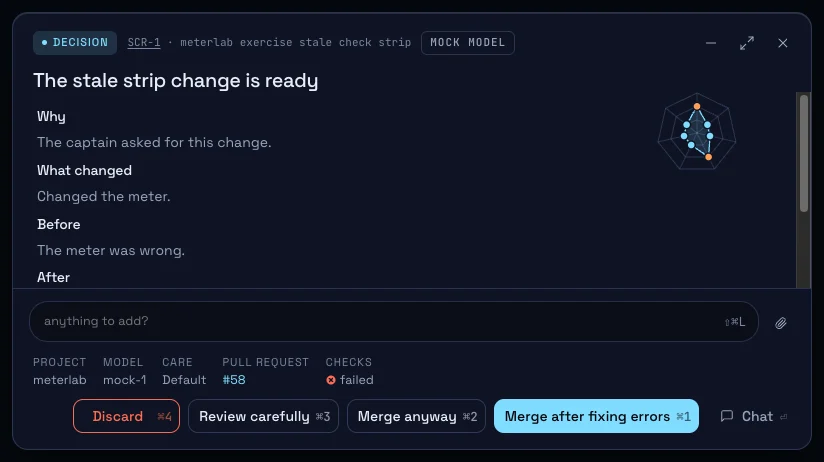 DECISION SCR-1 · meterlab exercise stale check strip MOCK MODEL
The stale strip change is ready
Why
The captain asked for this change.
What changed
Changed the meter.
Before
The meter was wrong.
After
anything to add? ⇧⌘L
PROJECT MODEL CARE PULL REQUEST CHECKS
meterlab mock-1 Default #58 failed
Discard ⌘4 Review carefully ⌘3 Merge anyway ⌘2 Merge after fixing errors ⌘1 Chat ⏎